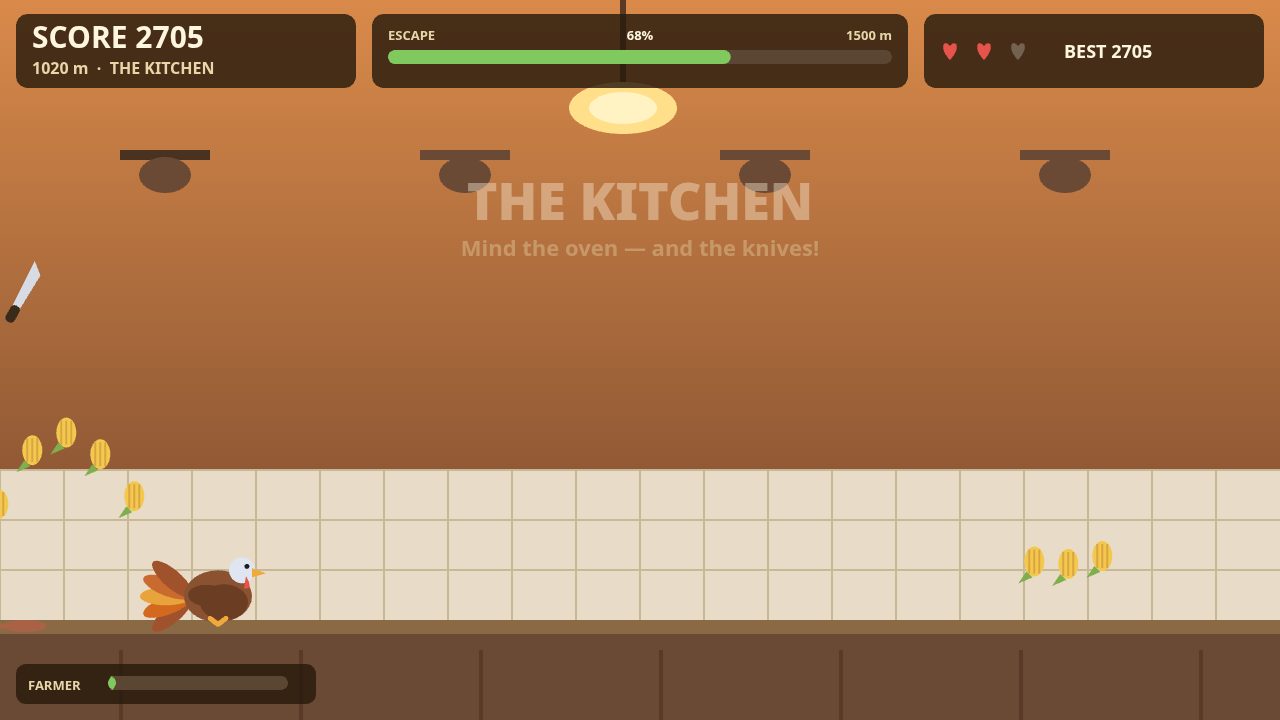 SCORE 2705
1020 m · THE KITCHEN
ESCAPE 68% 1500 m
BEST 2705
THE KITCHEN
Mind the oven — and the knives!
FARMER